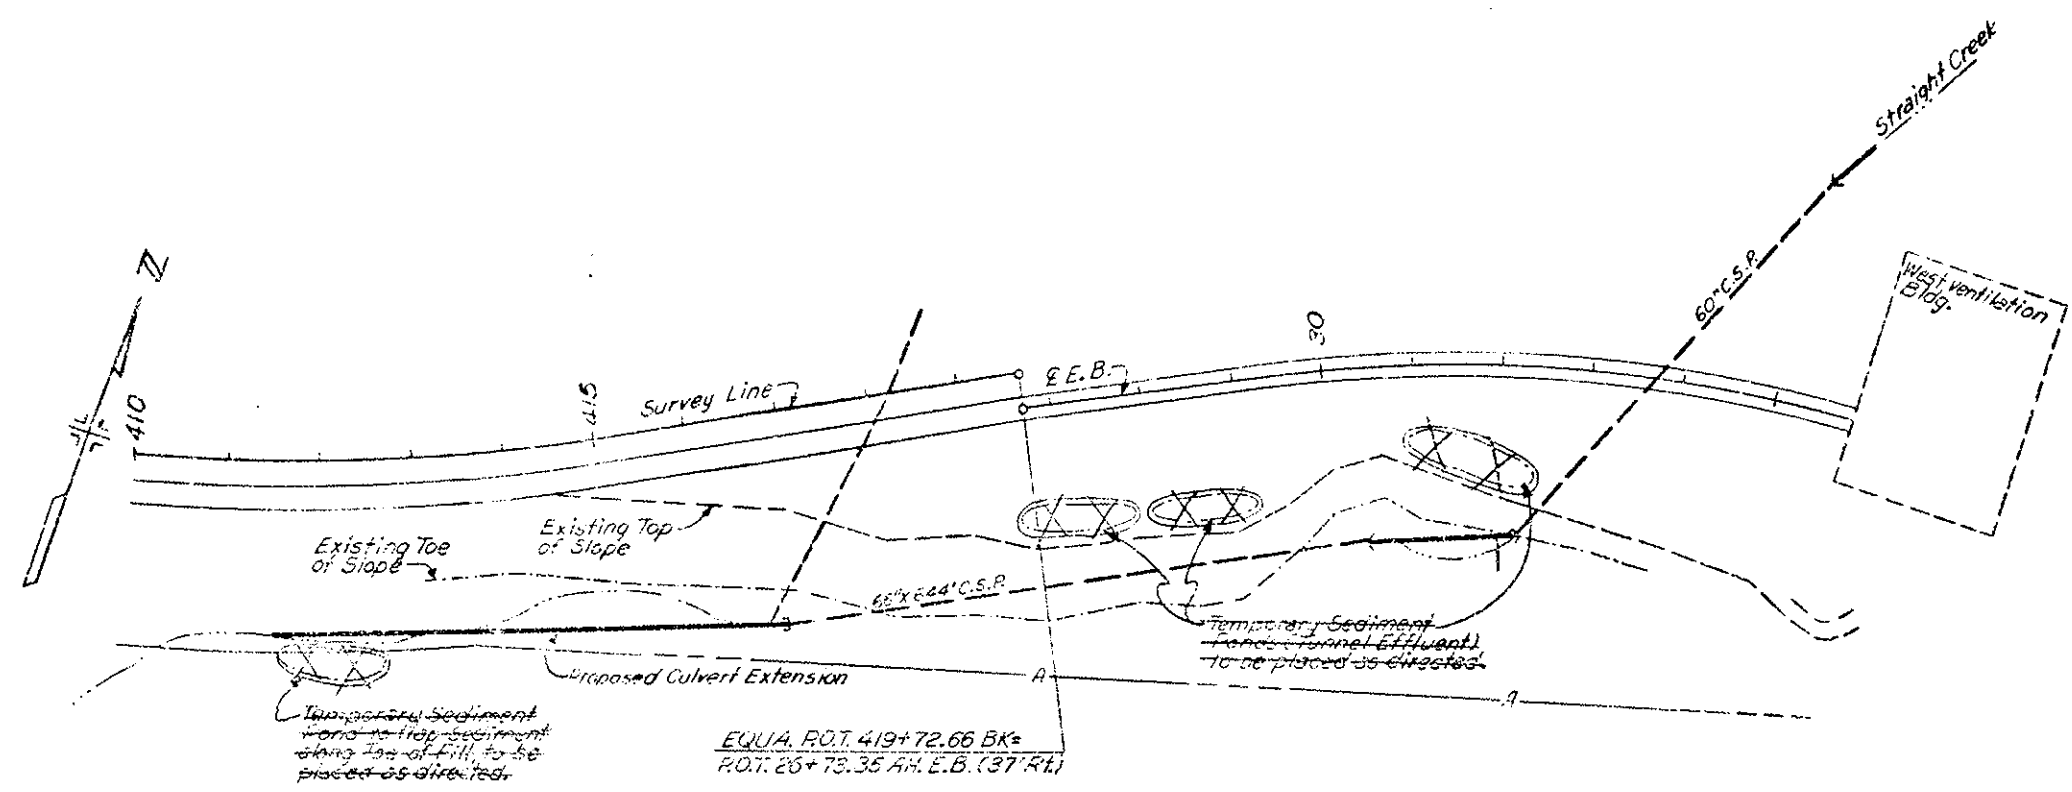 Straight Creek
60" C.S.P.
West ventilation
Bldg.
N
30
℄ E.B.
Survey Line
415
410
Existing Top
of Slope
Existing Toe
of Slope
66" X 644' C.S.P.
Temporary Sediment
Ponds (Tunnel Effluent)
to be placed as directed.
Proposed Culvert Extension
A
A
Temporary Sediment
Pond to Trap Sediment
along Toe of Fill, to be
placed as directed.
EQUA. P.O.T. 419+72.66 BK=
P.O.T. 26+73.35 AH. E.B. (37' Rt.)